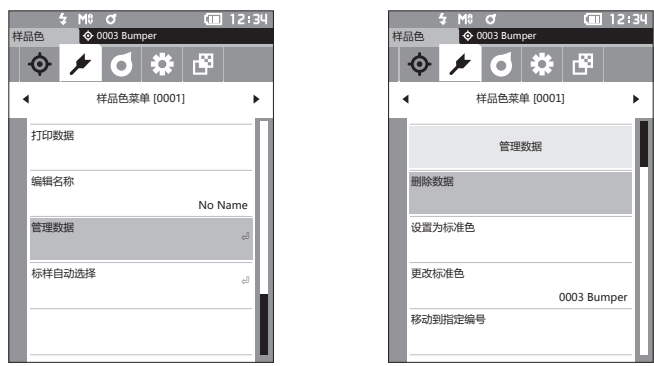 M 12:34
样品色 0003 Bumper
样品色菜单 [0001]
打印数据
编辑名称
No Name
管理数据
标样自动选择
M 12:34
样品色 0003 Bumper
样品色菜单 [0001]
管理数据
删除数据
设置为标准色
更改标准色
0003 Bumper
移动到指定编号